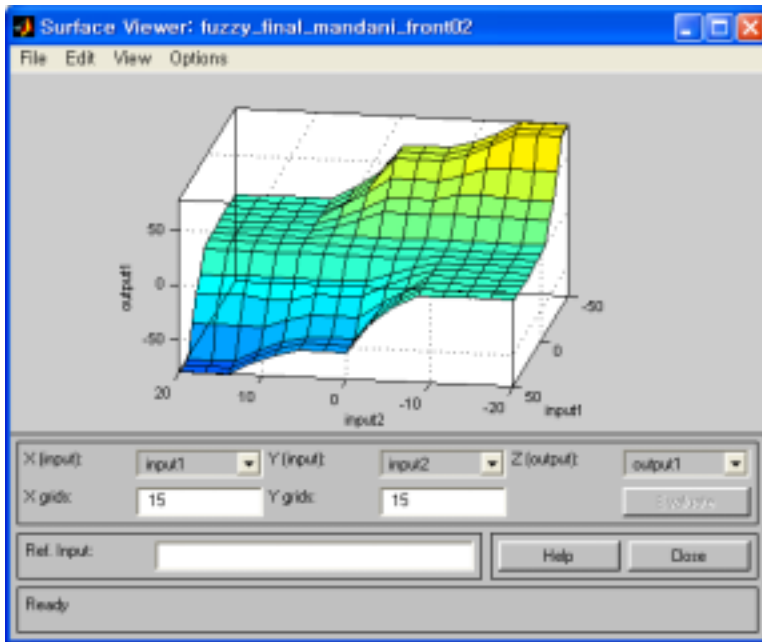 Surface Viewer: fuzzy_final_mandani_front02
File Edit View Options
50
0
-50
output1
20
10
0
-10
-20
input2
50
0
-50
input1
X (input): input1 Y (input): input2 Z (output): output1
X grids: 15 Y grids: 15 Evaluate
Ref. Input: Help Close
Ready